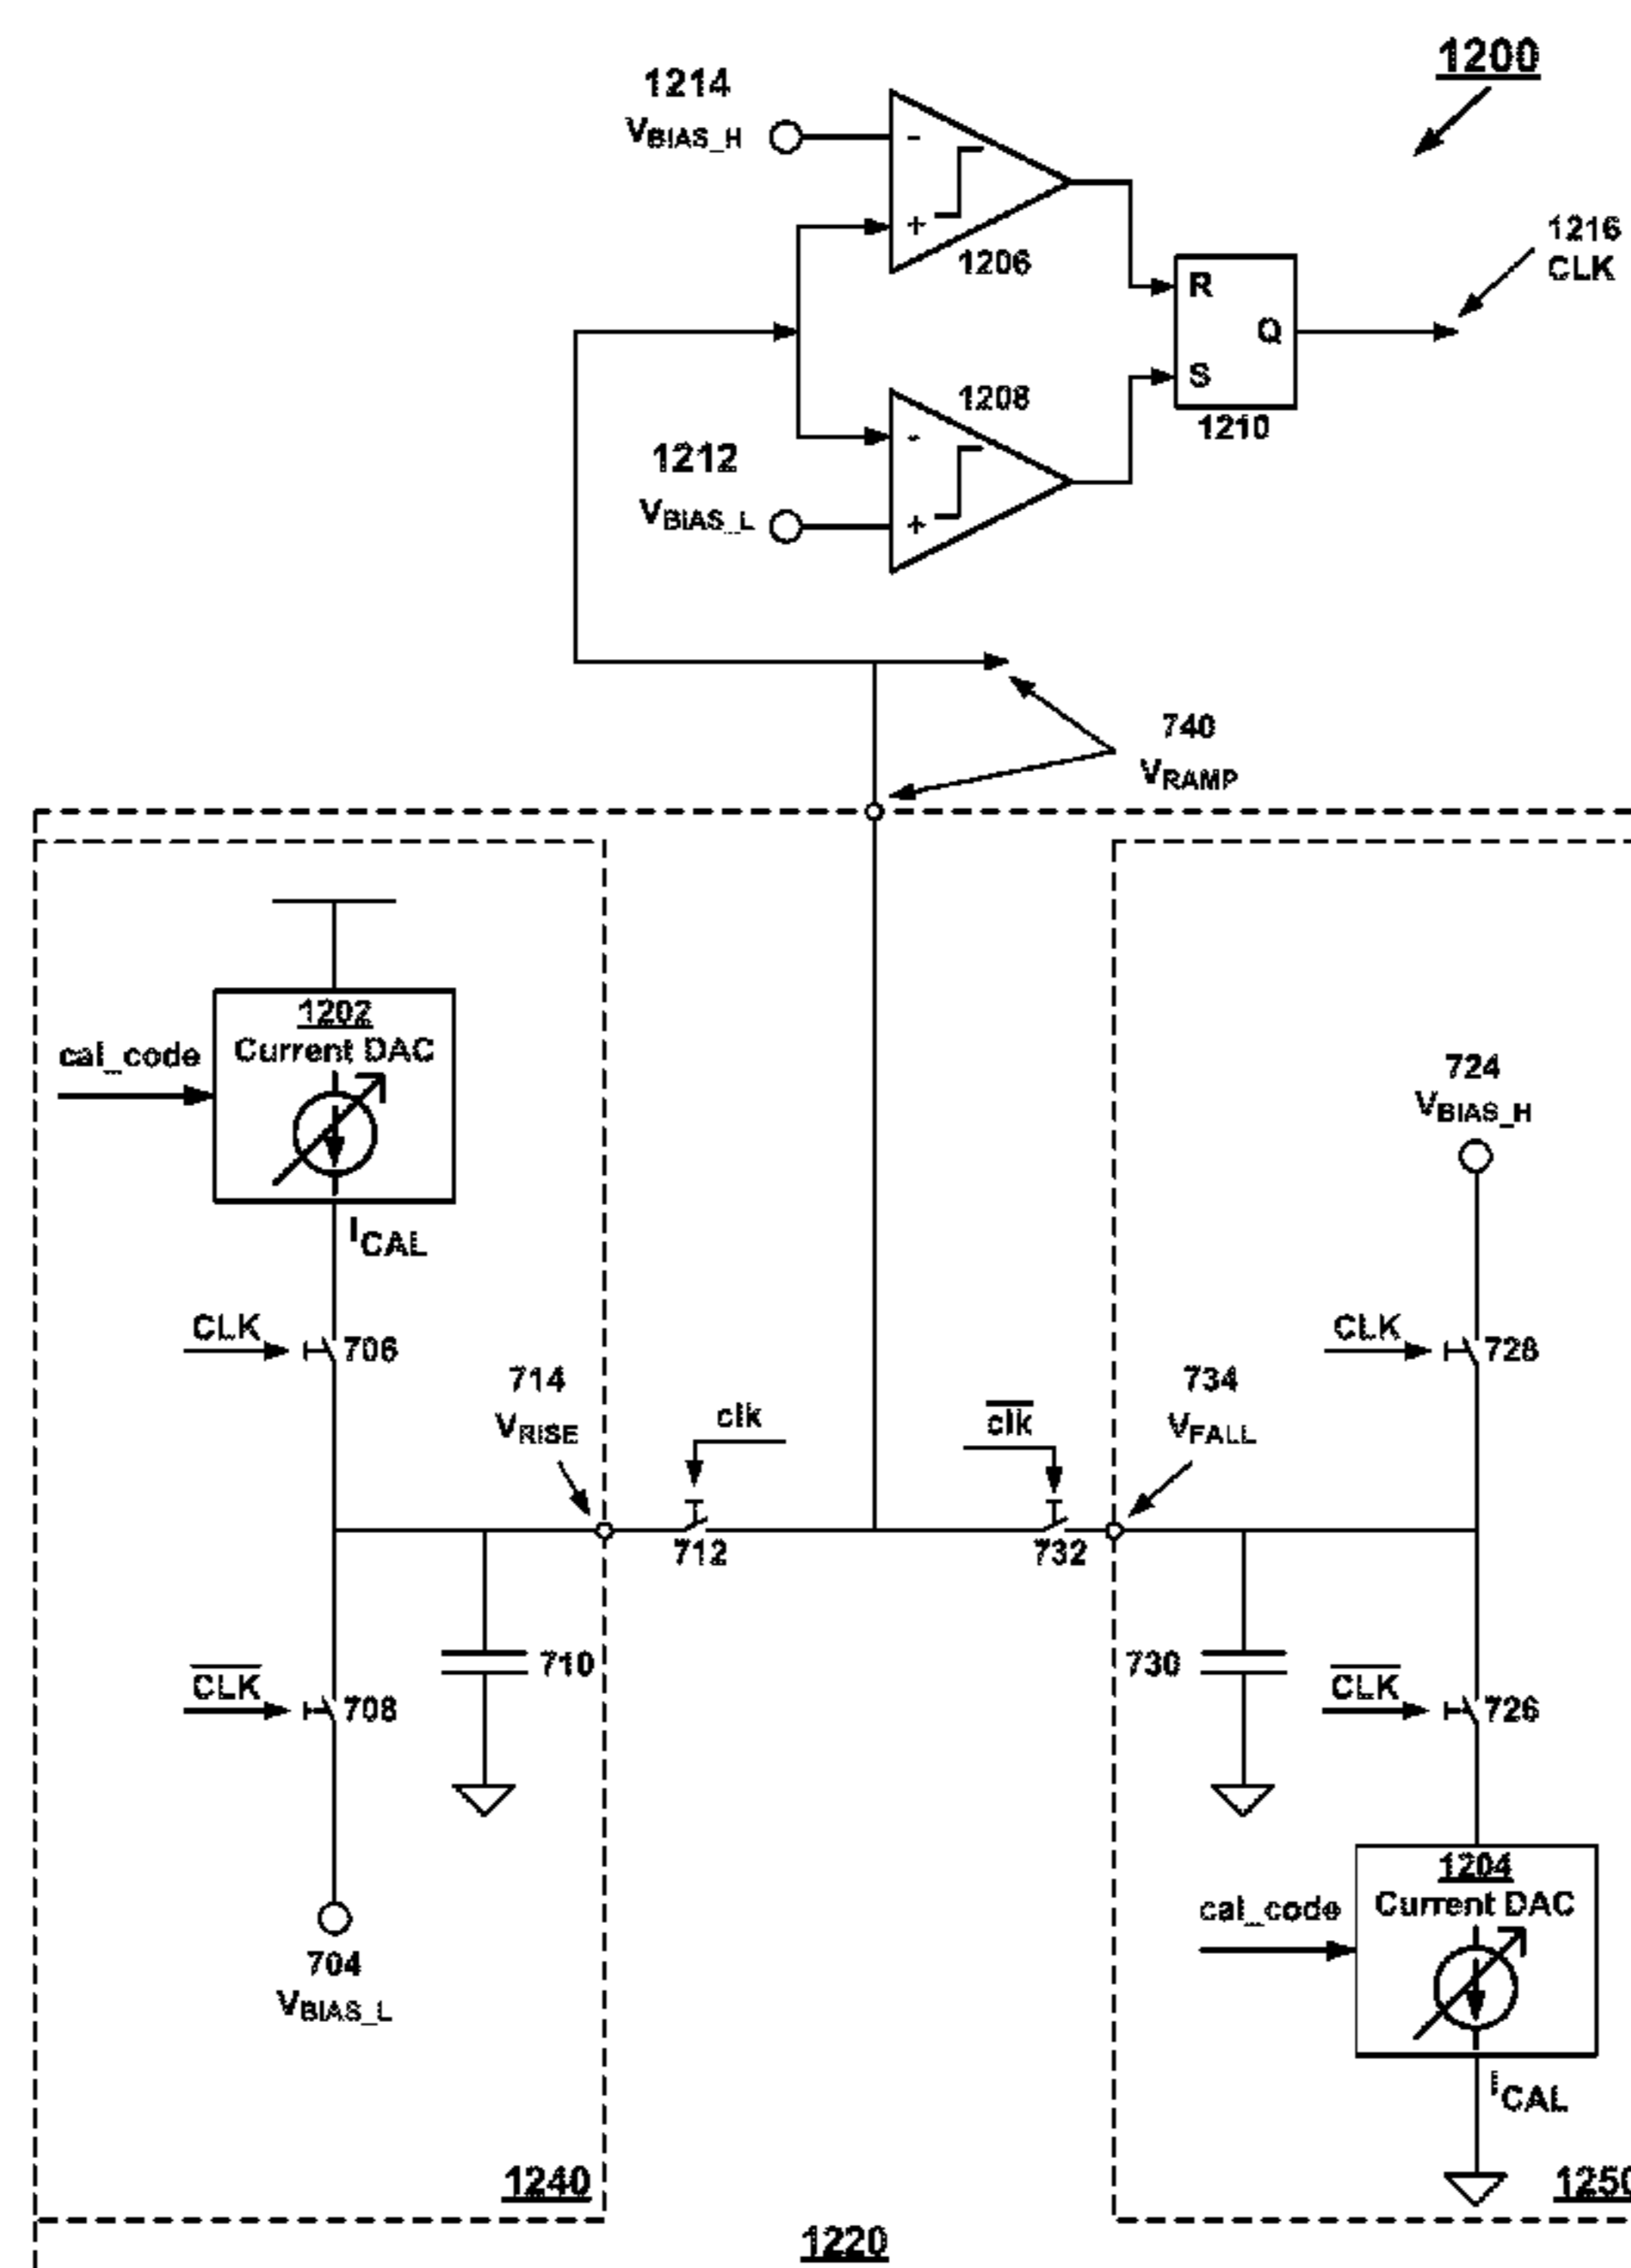 1200
1214
VBIAS_H
-
+
1206
1216
CLK
R
Q
S
1210
1208
1212
VBIAS_L
-
+
740
VRAMP
1202
Current DAC
cal_code
ICAL
CLK
706
714
VRISE
clk
712
710
CLK
708
704
VBIAS_L
1240
724
VBIAS_H
CLK
728
734
VFALL
clk
732
730
CLK
726
1204
Current DAC
cal_code
ICAL
1250
1220